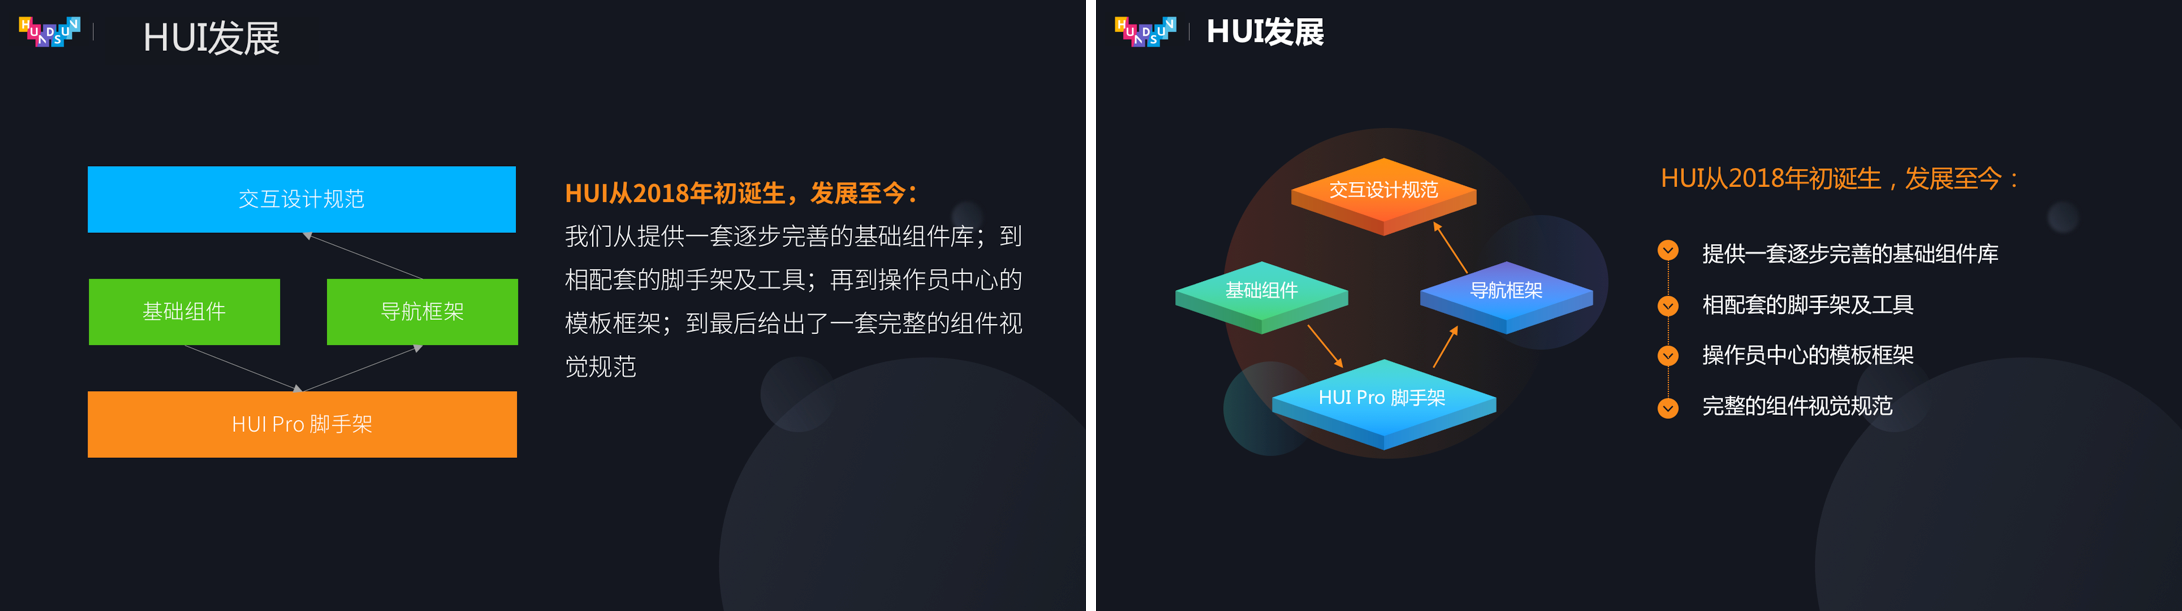 HUNDSUN
HUI发展
交互设计规范
基础组件
导航框架
HUI Pro 脚手架
HUI从2018年初诞生，发展至今：
我们从提供一套逐步完善的基础组件库；到
相配套的脚手架及工具；再到操作员中心的
模板框架；到最后给出了一套完整的组件视
觉规范
HUNDSUN
HUI发展
交互设计规范
基础组件
导航框架
HUI Pro 脚手架
HUI从2018年初诞生，发展至今：
提供一套逐步完善的基础组件库
相配套的脚手架及工具
操作员中心的模板框架
完整的组件视觉规范